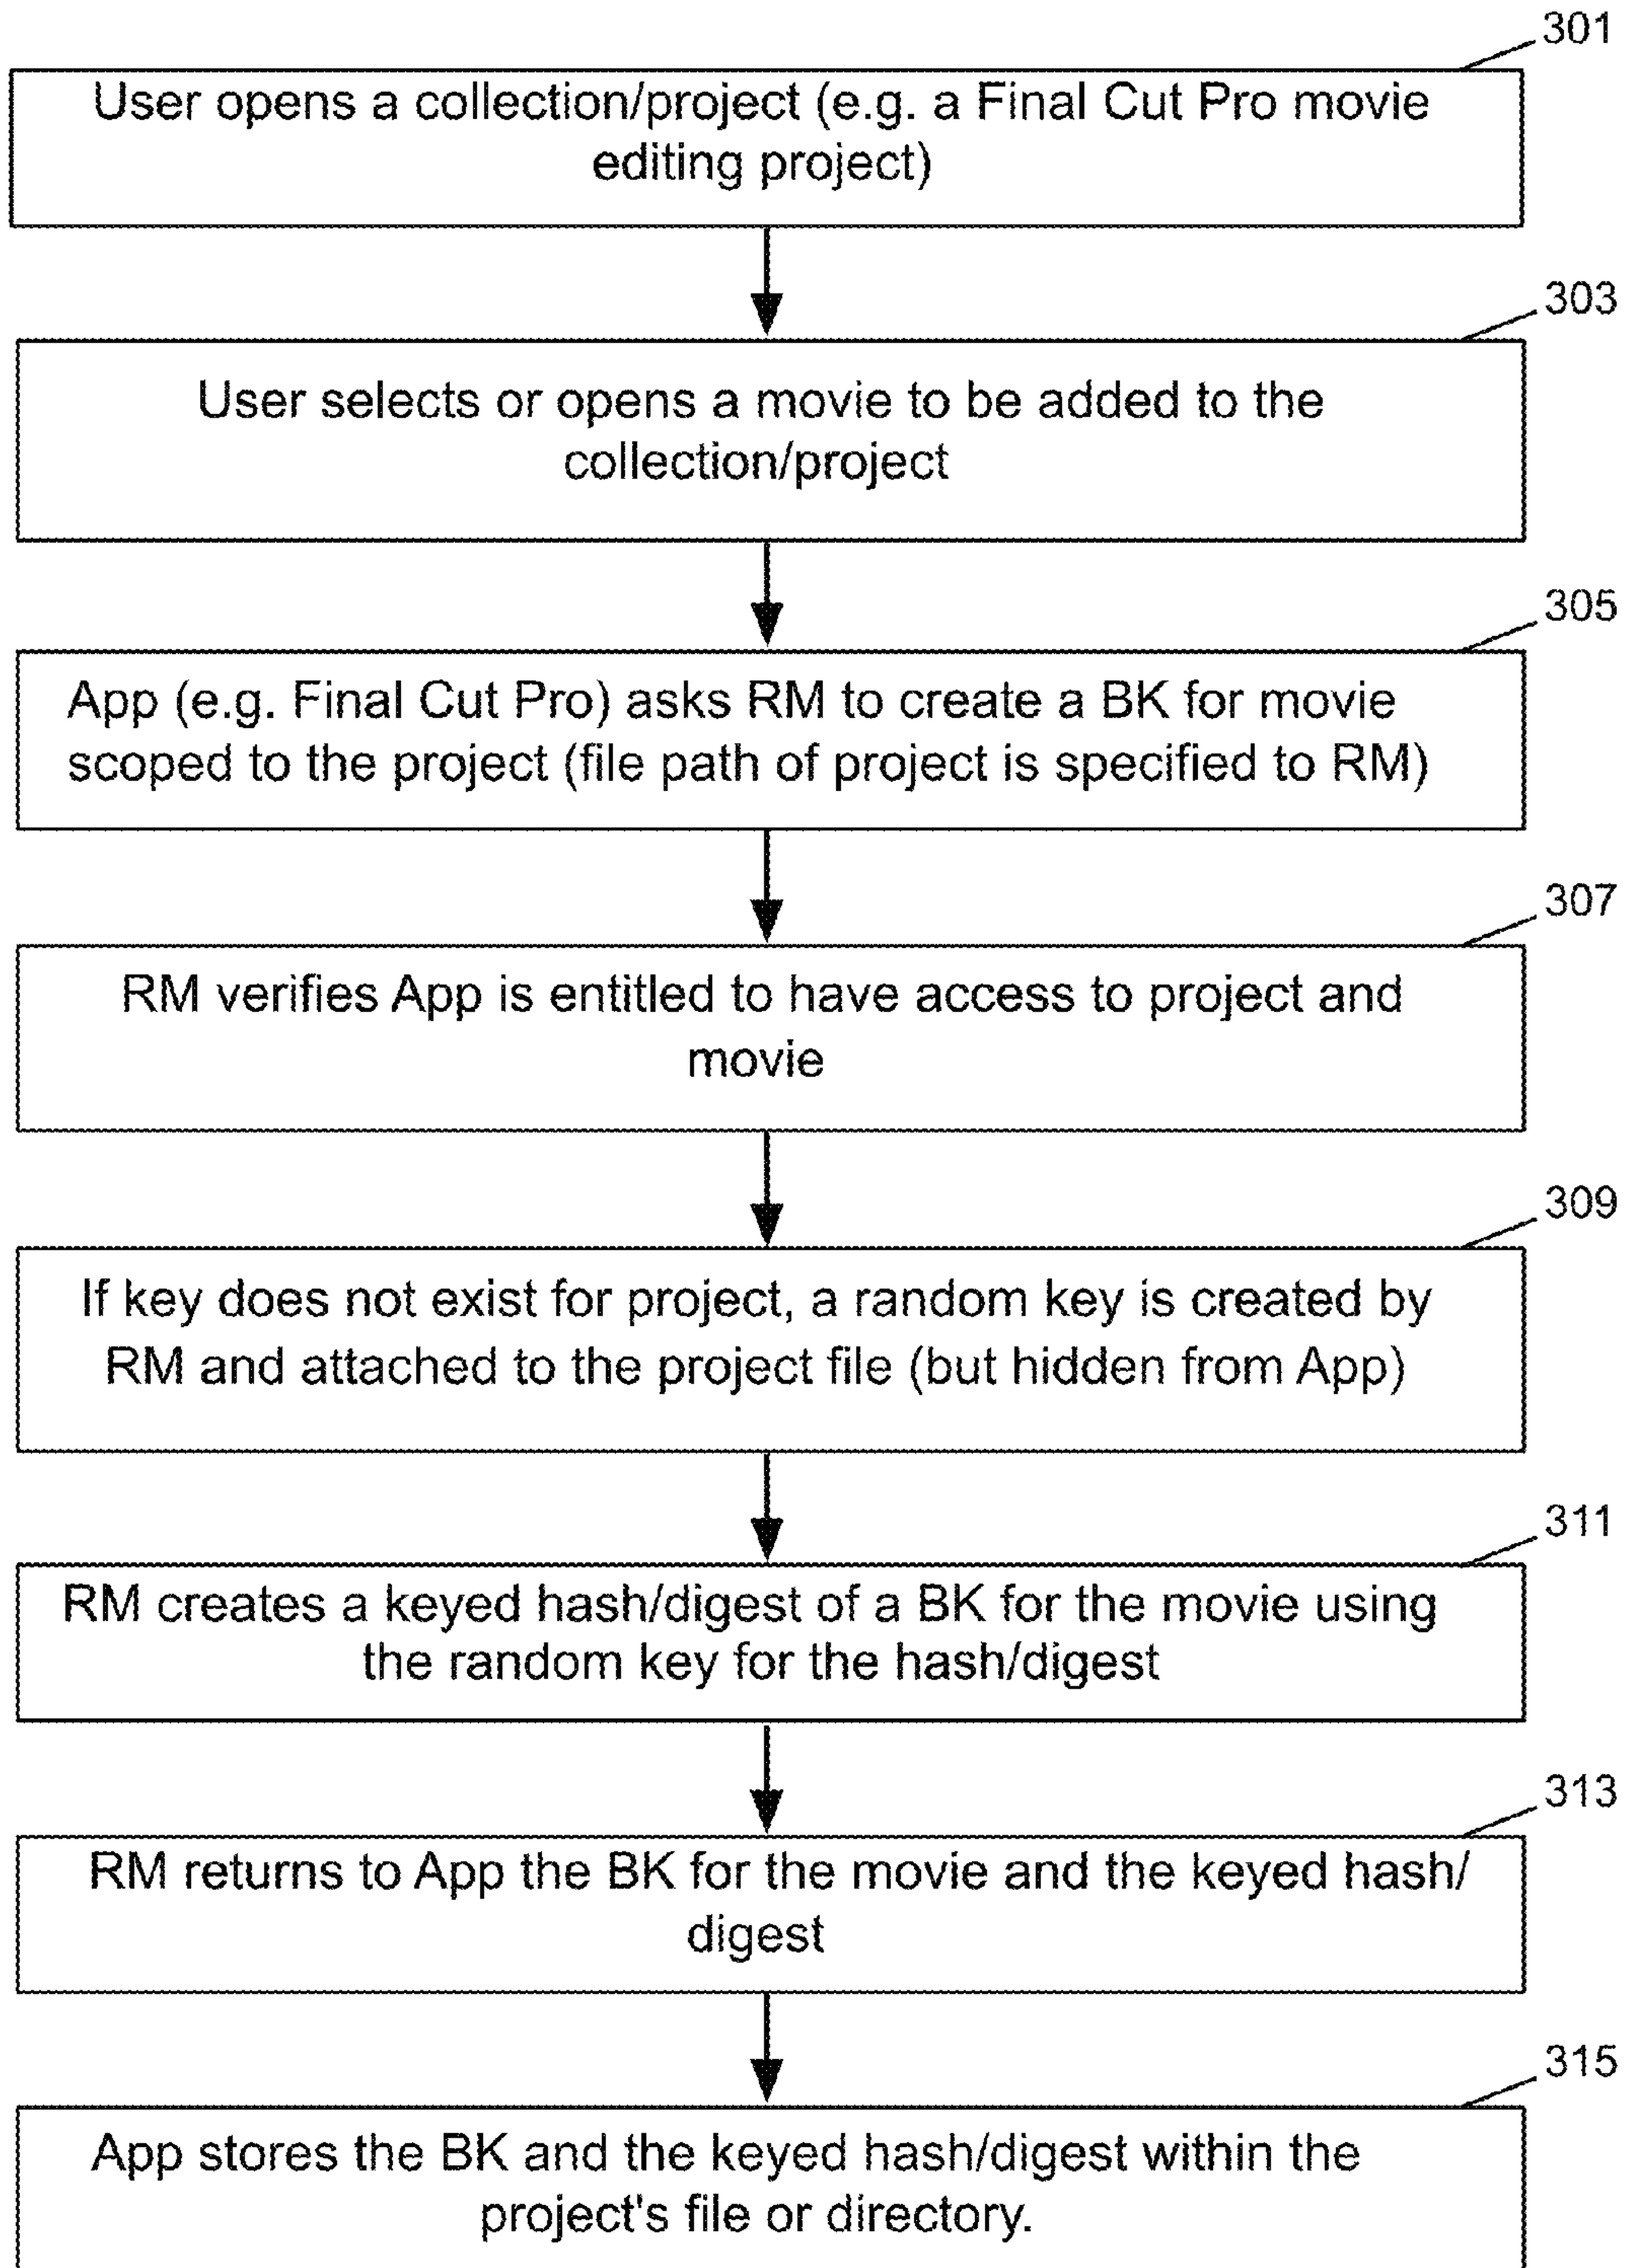 301
User opens a collection/project (e.g. a Final Cut Pro movie
editing project)
303
User selects or opens a movie to be added to the
collection/project
305
App (e.g. Final Cut Pro) asks RM to create a BK for movie
scoped to the project (file path of project is specified to RM)
307
RM verifies App is entitled to have access to project and
movie
309
If key does not exist for project, a random key is created by
RM and attached to the project file (but hidden from App)
311
RM creates a keyed hash/digest of a BK for the movie using
the random key for the hash/digest
313
RM returns to App the BK for the movie and the keyed hash/
digest
315
App stores the BK and the keyed hash/digest within the
project's file or directory.